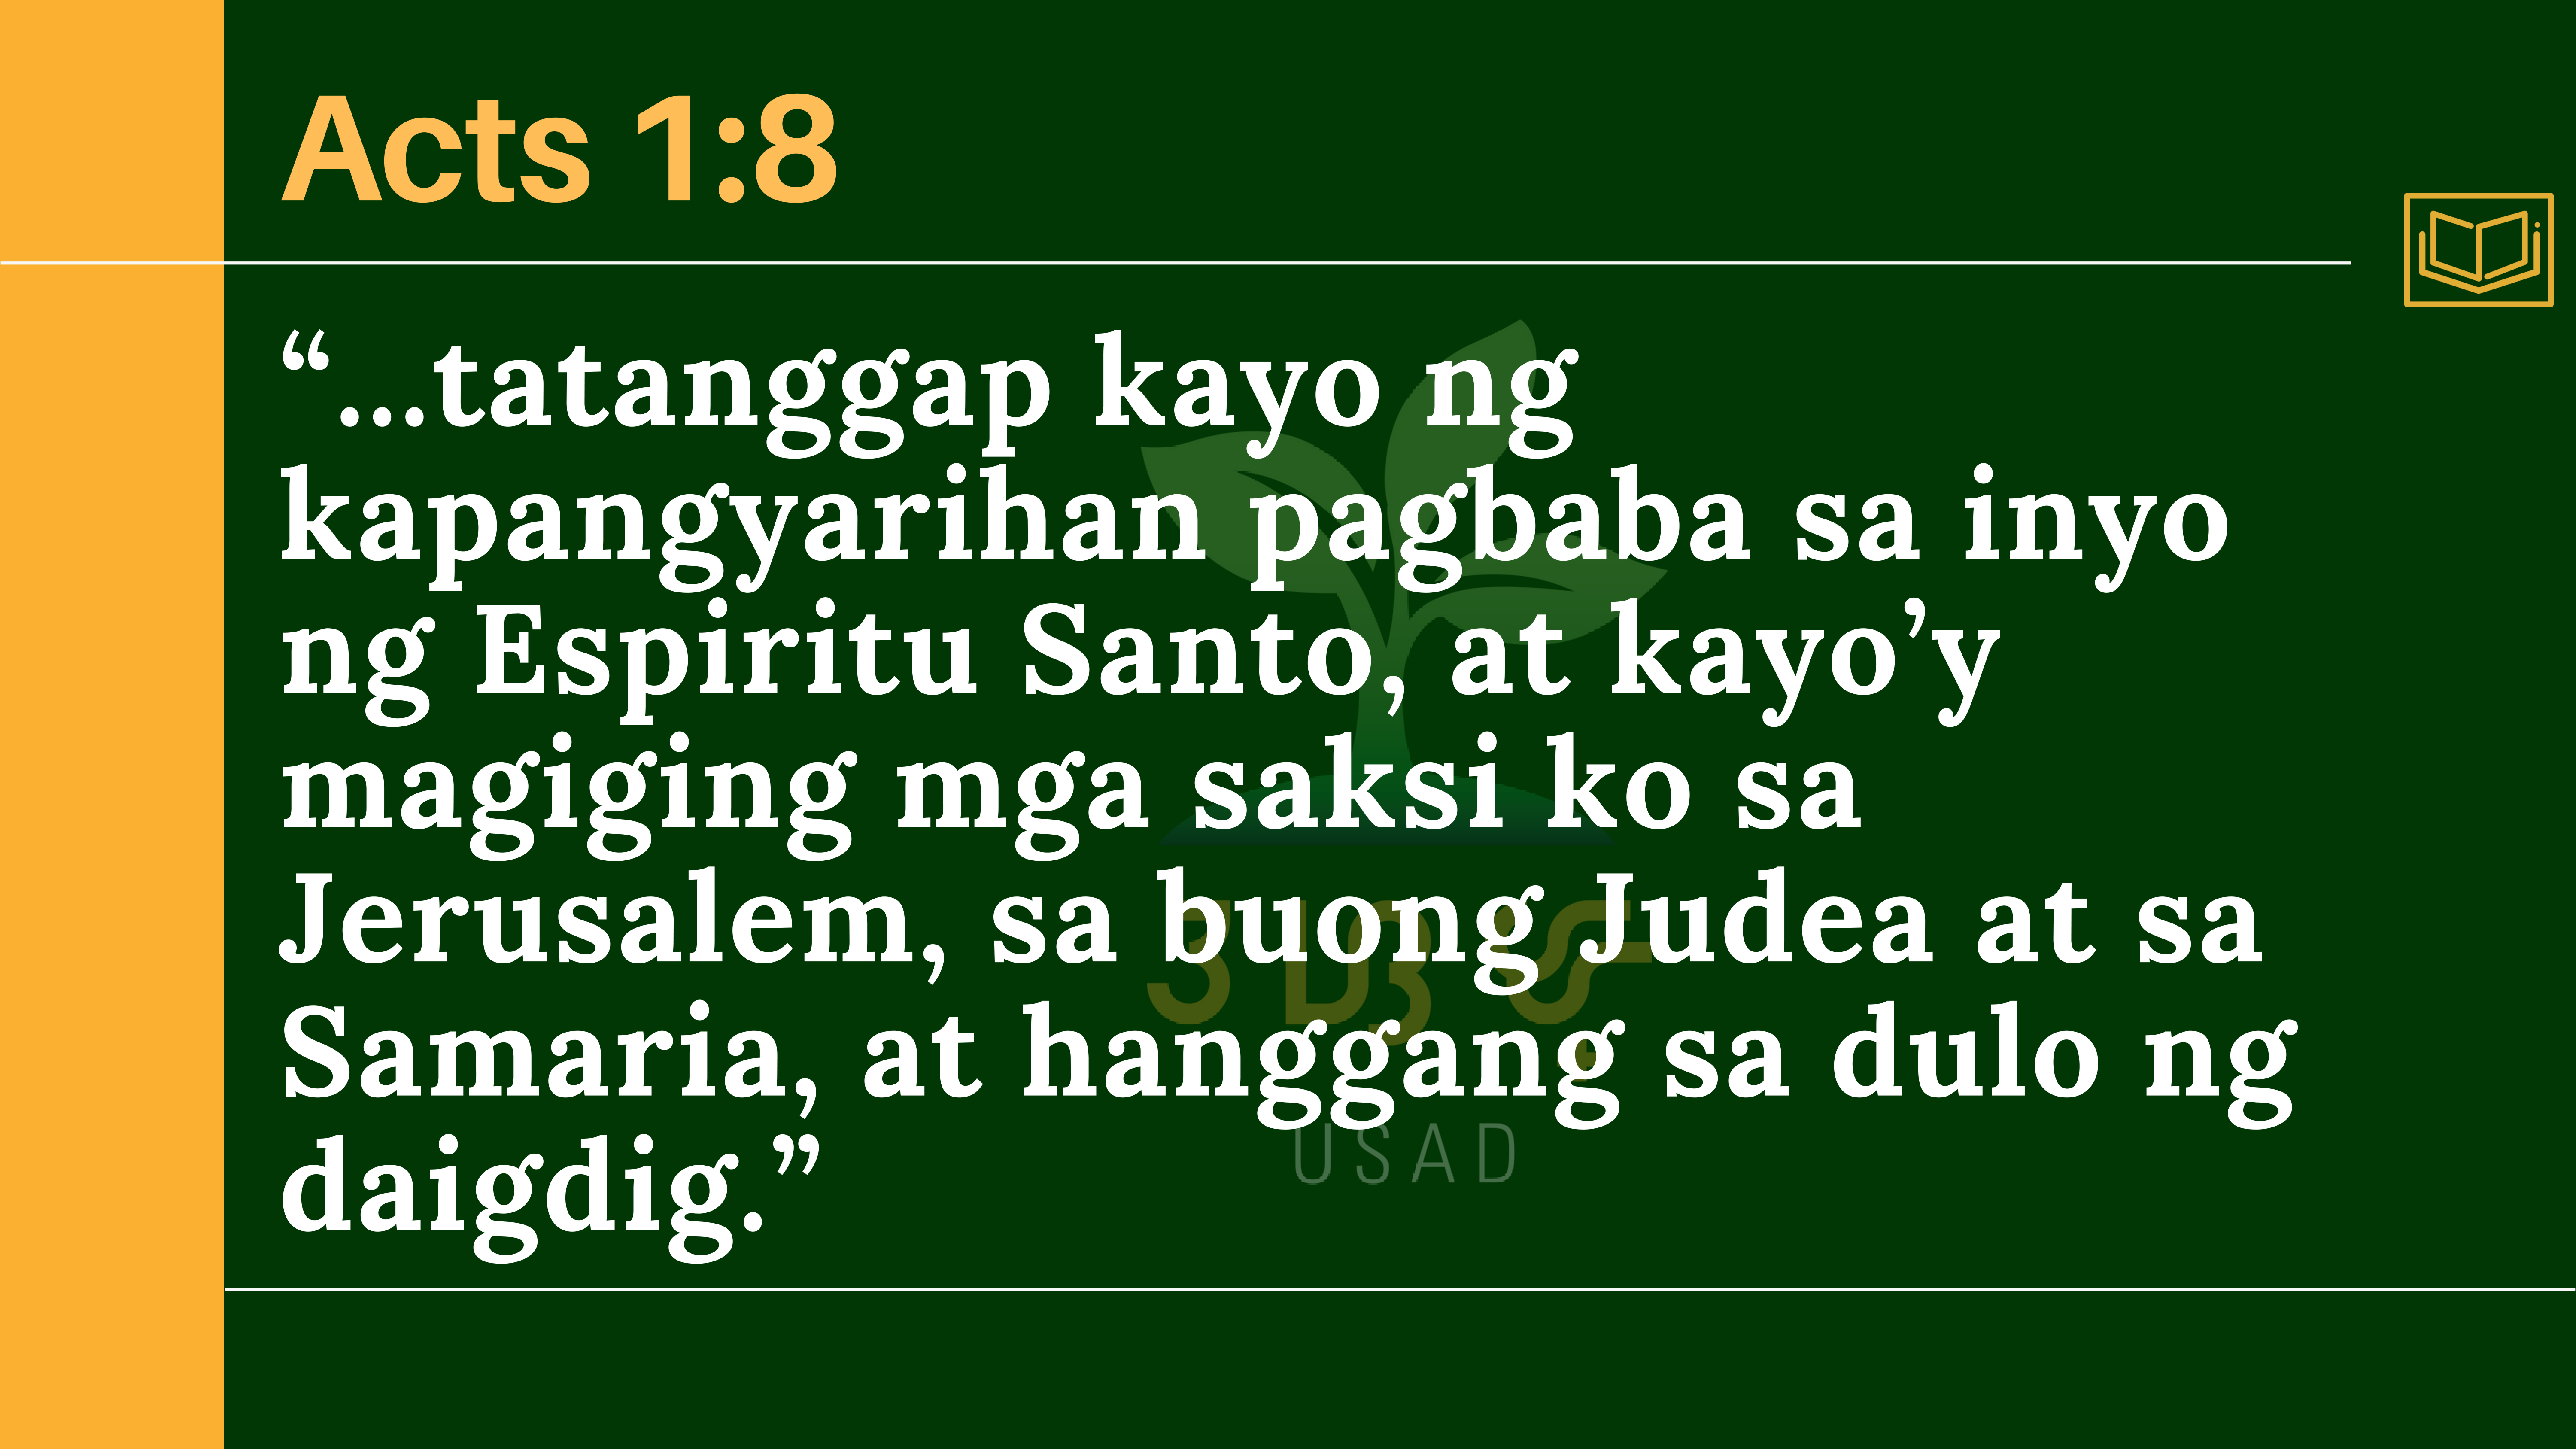 Acts 1:8
“...tatanggap kayo ng
kapangyarihan pagbaba sa inyo
ng Espiritu Santo, at kayo’y
magiging mga saksi ko sa
Jerusalem, sa buong Judea at sa
Samaria, at hanggang sa dulo ng
daigdig.”
USAD